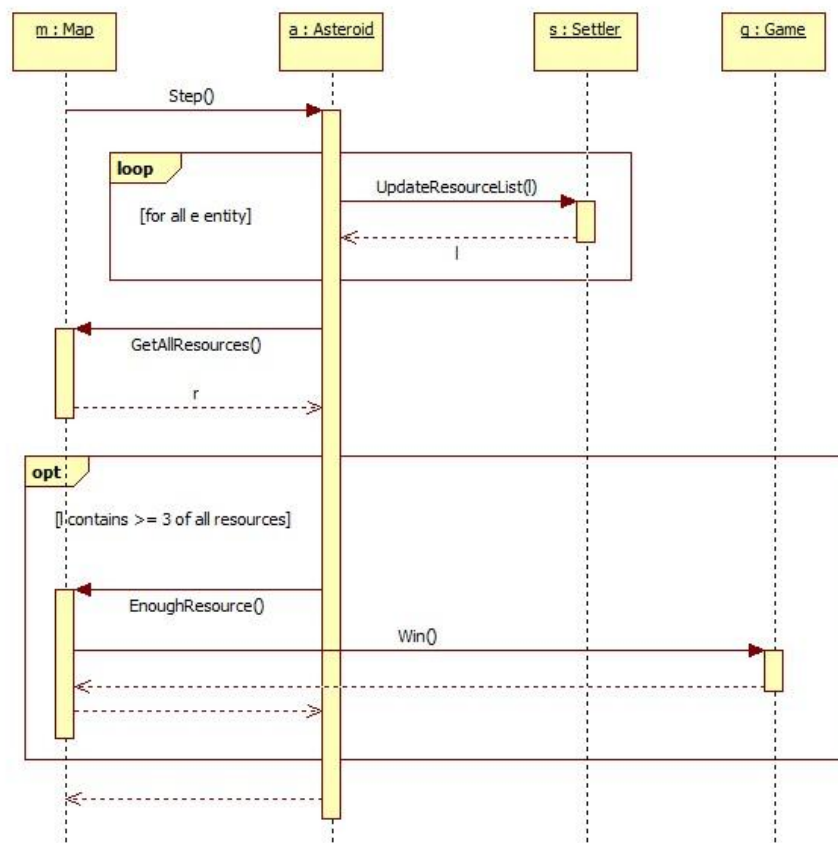 m : Map
a : Asteroid
s : Settler
g : Game
Step()
loop
UpdateResourceList(l)
[for all e entity]
l
GetAllResources()
r
opt
[l contains >= 3 of all resources]
EnoughResource()
Win()